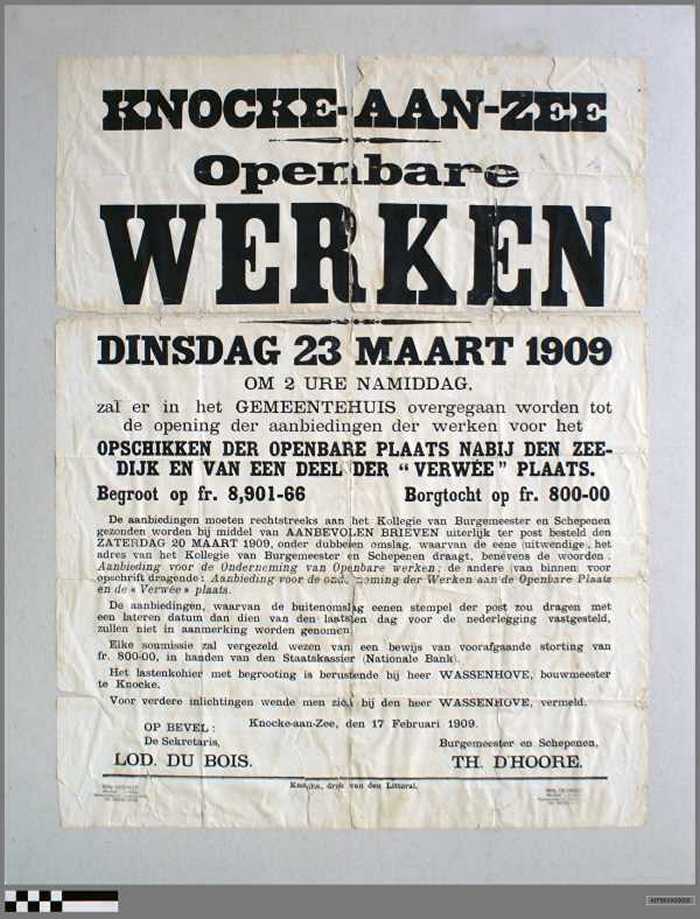 KNOCKE-AAN-ZEE
Openbare
WERKEN
DINSDAG 23 MAART 1909
OM 2 URE NAMIDDAG,
zal er in het GEMEENTEHUIS overgegaan worden tot
de opening der aanbiedingen der werken voor het
OPSCHIKKEN DER OPENBARE PLAATS NABIJ DEN ZEE-
DIJK EN VAN EEN DEEL DER “ VERWÉE ” PLAATS.
Begroot op fr. 8,901-66 Borgtocht op fr. 800-00
De aanbiedingen moeten rechtstreeks aan het Kollegie van Burgemeester en Schepenen
gezonden worden bij middel van AANBEVOLEN BRIEVEN uiterlijk ter post besteld den
ZATERDAG 20 MAART 1909, onder dubbelen omslag, waarvan de eene (uitwendige), het
adres van het Kollegie van Burgemeester en Schepenen draagt, benevens de woorden :
Aanbieding voor de Onderneming van Openbare werken ; de andere (van binnen) voor
opschrift dragende : Aanbieding voor de onderneming der Werken aan de Openbare Plaats
en de « Verwée » plaats.
De aanbiedingen, waarvan de buitenomslag eenen stempel der post zou dragen met
een lateren datum dan dien van den laatsten dag voor de nederlegging vastgesteld,
zullen niet in aanmerking worden genomen.
Elke soumissie zal vergezeld wezen van een bewijs van voorafgaande storting van
fr. 800-00, in handen van den Staatskassier (Nationale Bank).
Het lastenkohier met begrooting is berustende bij heer WASSENHOVE, bouwmeester
te Knocke.
Voor verdere inlichtingen wende men zich bij den heer WASSENHOVE, vermeld.
Knocke-aan-Zee, den 17 Februari 1909.
OP BEVEL :
De Sekretaris, Burgemeester en Schepenen,
LOD. DU BOIS. TH. D'HOORE.
Knocke, druk van den Littoral.